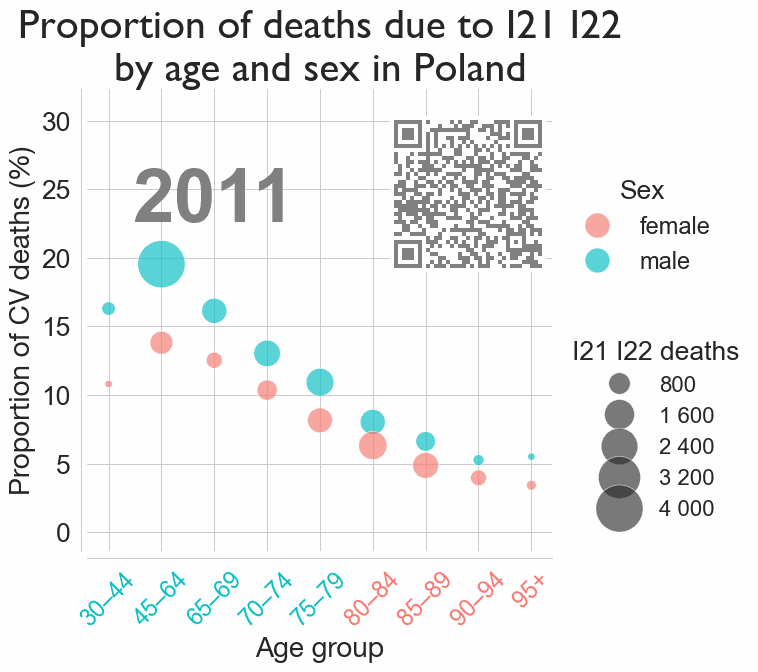 Proportion of deaths due to I21 I22
by age and sex in Poland
Proportion of CV deaths (%)
30
25
20
15
10
5
0
2011
30–44
45–64
65–69
70–74
75–79
80–84
85–89
90–94
95+
Age group
Sex
female
male
I21 I22 deaths
800
1 600
2 400
3 200
4 000